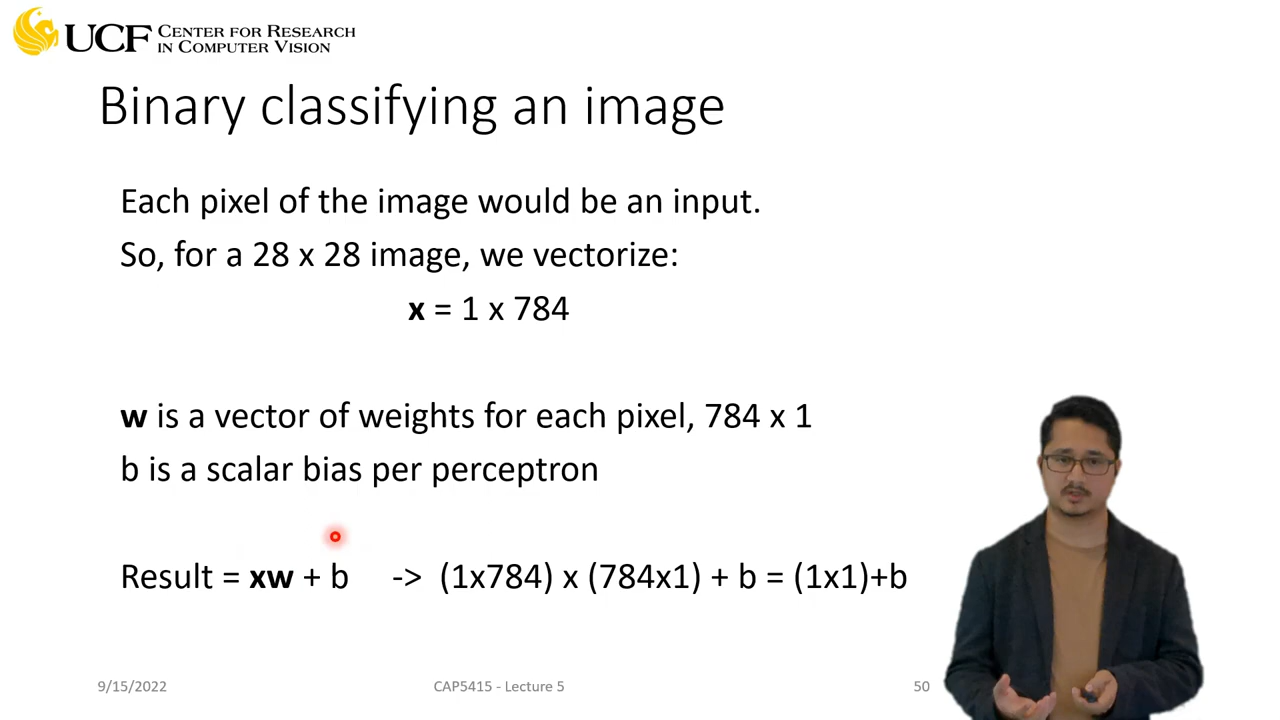 UCF CENTER FOR RESEARCH
IN COMPUTER VISION
Binary classifying an image
Each pixel of the image would be an input.
So, for a 28 x 28 image, we vectorize:
x = 1 x 784
w is a vector of weights for each pixel, 784 x 1
b is a scalar bias per perceptron
Result = xw + b -> (1x784) x (784x1) + b = (1x1)+b
9/15/2022 CAP5415 - Lecture 5 50